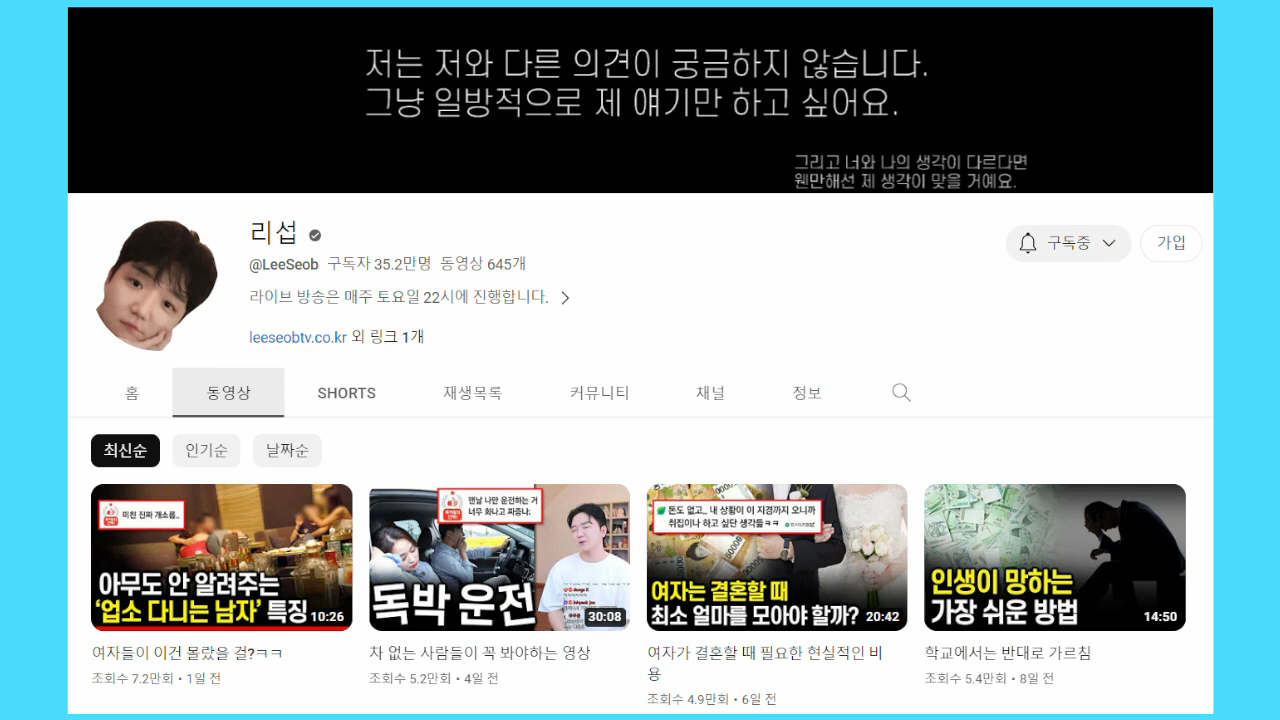 저는 저와 다른 의견이 궁금하지 않습니다.
그냥 일방적으로 제 얘기만 하고 싶어요.
그리고 너와 나의 생각이 다르다면
웬만해선 제 생각이 맞을 거예요.
리섭
@LeeSeob 구독자 35.2만명 동영상 645개
라이브 방송은 매주 토요일 22시에 진행합니다.
leeseobtv.co.kr 외 링크 1개
구독중
가입
홈 동영상 SHORTS 재생목록 커뮤니티 채널 정보
최신순 인기순 날짜순
미친 진짜 개소름..
아무도 안 알려주는
'업소 다니는 남자' 특징
10:26
여자들이 이건 몰랐을 걸?ㅋㅋ
조회수 7.2만회 • 1일 전
맨날 나만 운전하는 거
너무 화나고 짜증나:
독박 운전
30:08
차 없는 사람들이 꼭 봐야하는 영상
조회수 5.2만회 • 4일 전
돈도 없고.. 내 상황이 이 지경까지 오니까
취집이나 하고 싶단 생각듦ㅋㅋ
여자는 결혼할 때
최소 얼마를 모아야 할까?
20:42
여자가 결혼할 때 필요한 현실적인 비
용
조회수 4.9만회 • 6일 전
인생이 망하는
가장 쉬운 방법
14:50
학교에서는 반대로 가르침
조회수 5.4만회 • 8일 전